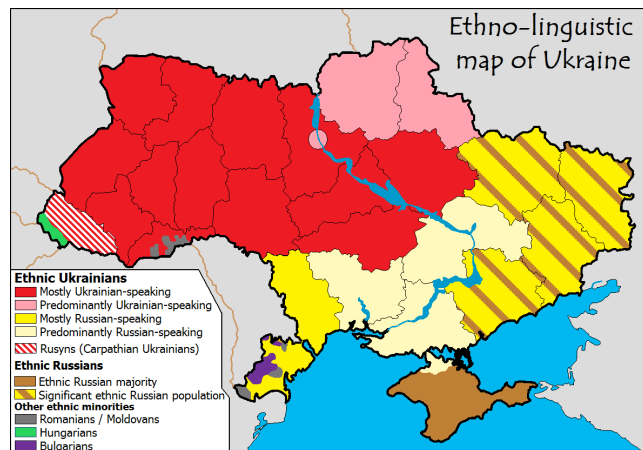 Ethno-linguistic
map of Ukraine
Ethnic Ukrainians
Mostly Ukrainian-speaking
Predominantly Ukrainian-speaking
Mostly Russian-speaking
Predominantly Russian-speaking
Rusyns (Carpathian Ukrainians)
Ethnic Russians
Ethnic Russian majority
Significant ethnic Russian population
Other ethnic minorities
Romanians / Moldovans
Hungarians
Bulgarians